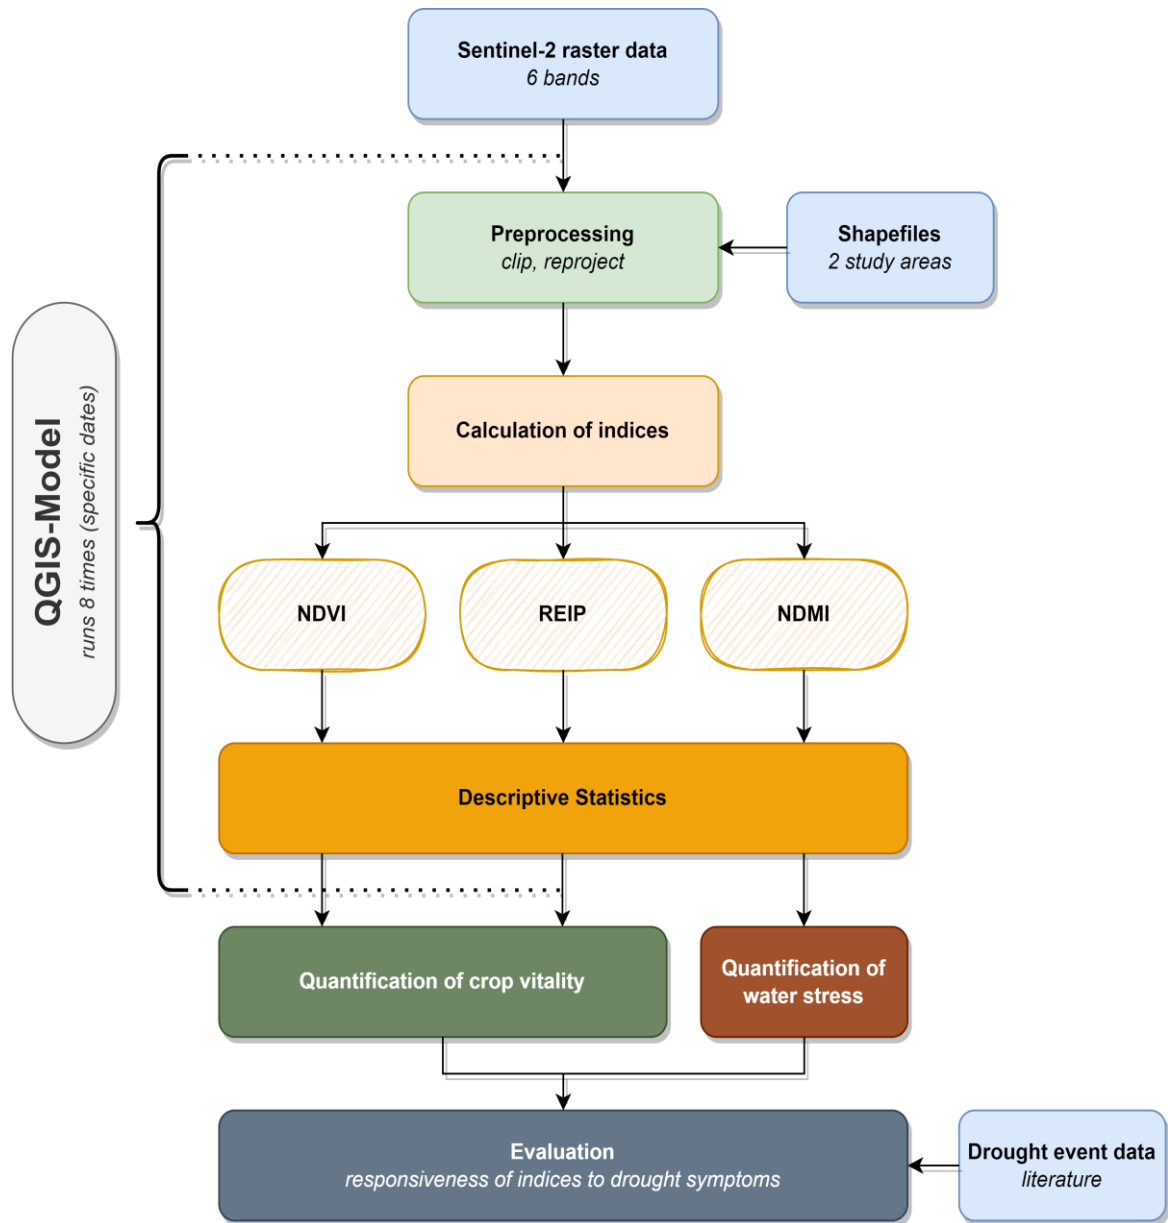 Sentinel-2 raster data
6 bands
Preprocessing
clip, reproject
Shapefiles
2 study areas
QGIS-Model
runs 8 times (specific dates)
Calculation of indices
NDVI
REIP
NDMI
Descriptive Statistics
Quantification of crop vitality
Quantification of
water stress
Evaluation
responsiveness of indices to drought symptoms
Drought event data
literature